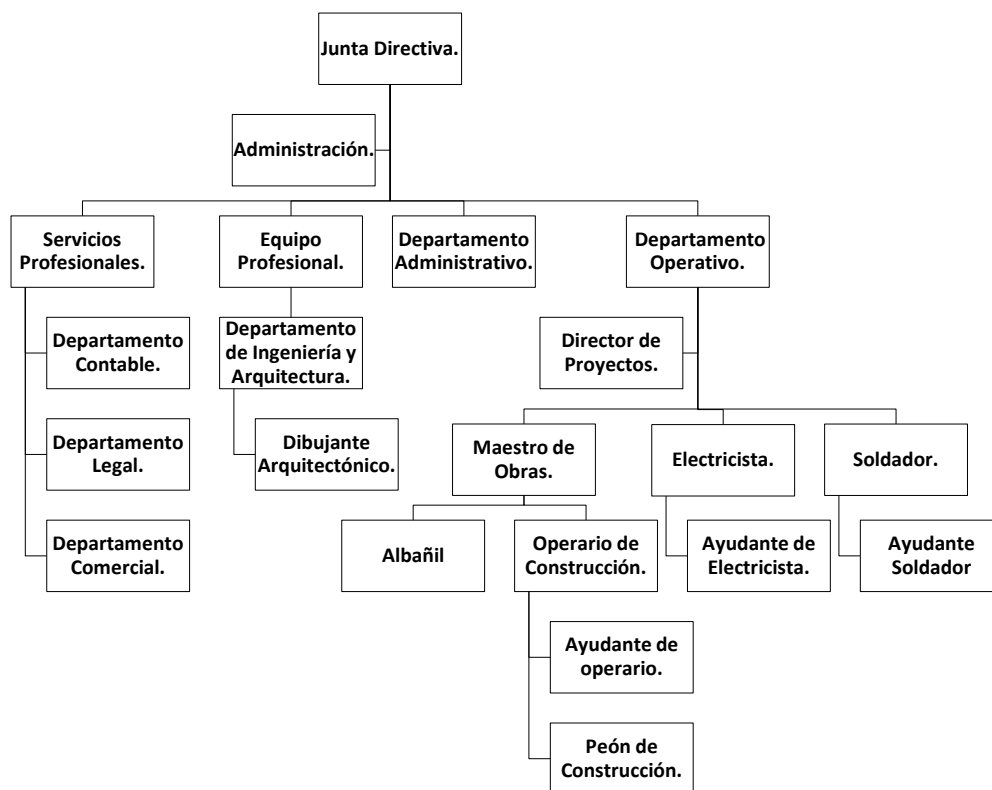 Junta Directiva.
Administración.
Servicios
Profesionales.
Equipo
Profesional.
Departamento
Administrativo.
Departamento
Operativo.
Departamento
Contable.
Departamento
Legal.
Departamento
Comercial.
Departamento
de Ingeniería y
Arquitectura.
Dibujante
Arquitectónico.
Director de
Proyectos.
Maestro de
Obras.
Electricista.
Soldador.
Albañil
Operario de
Construcción.
Ayudante de
Electricista.
Ayudante
Soldador
Ayudante de
operario.
Peón de
Construcción.